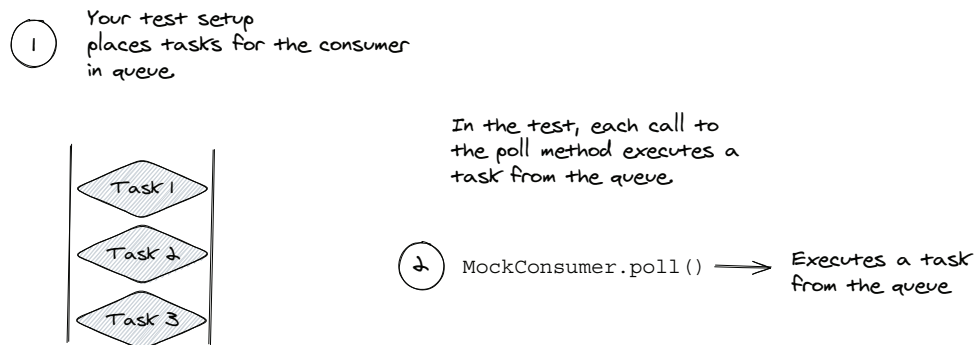 1
Your test setup
places tasks for the consumer
in queue.
In the test, each call to
the poll method executes a
task from the queue.
Task 1
Task 2
Task 3
2
MockConsumer.poll()
Executes a task
from the queue